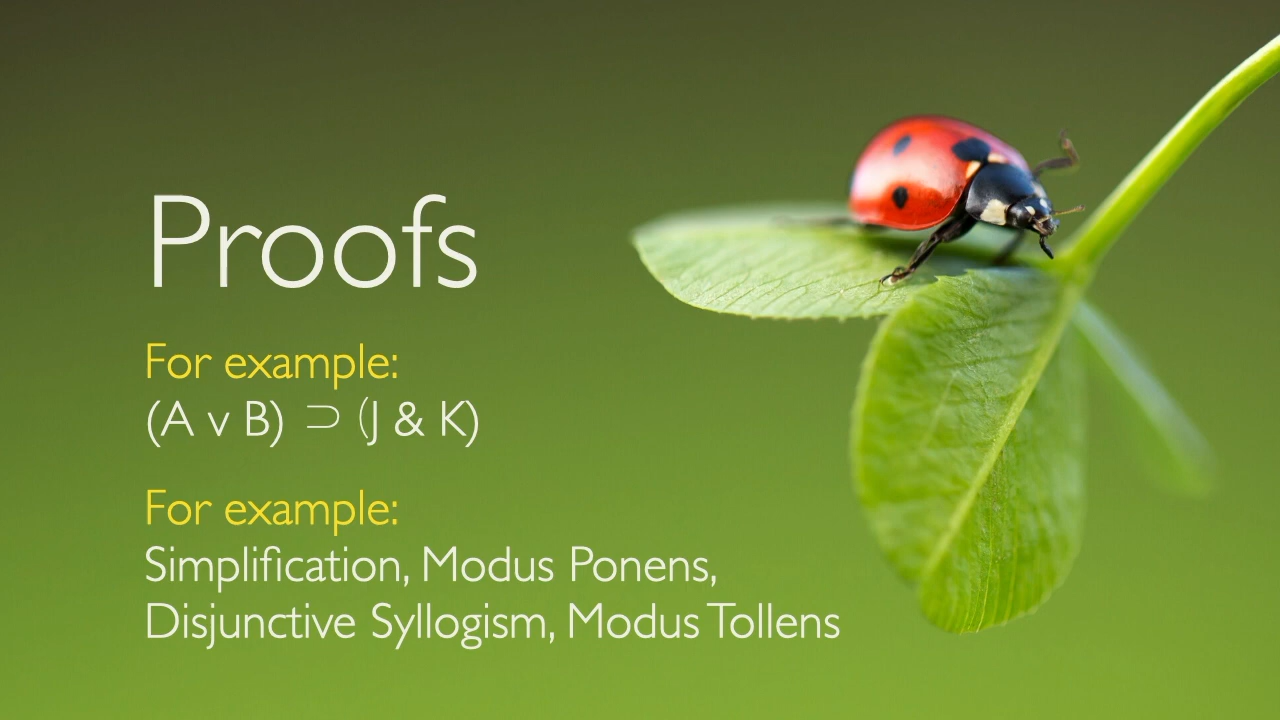 Proofs
For example:
(A v B) ⊃ (J & K)
For example:
Simplification, Modus Ponens,
Disjunctive Syllogism, Modus Tollens